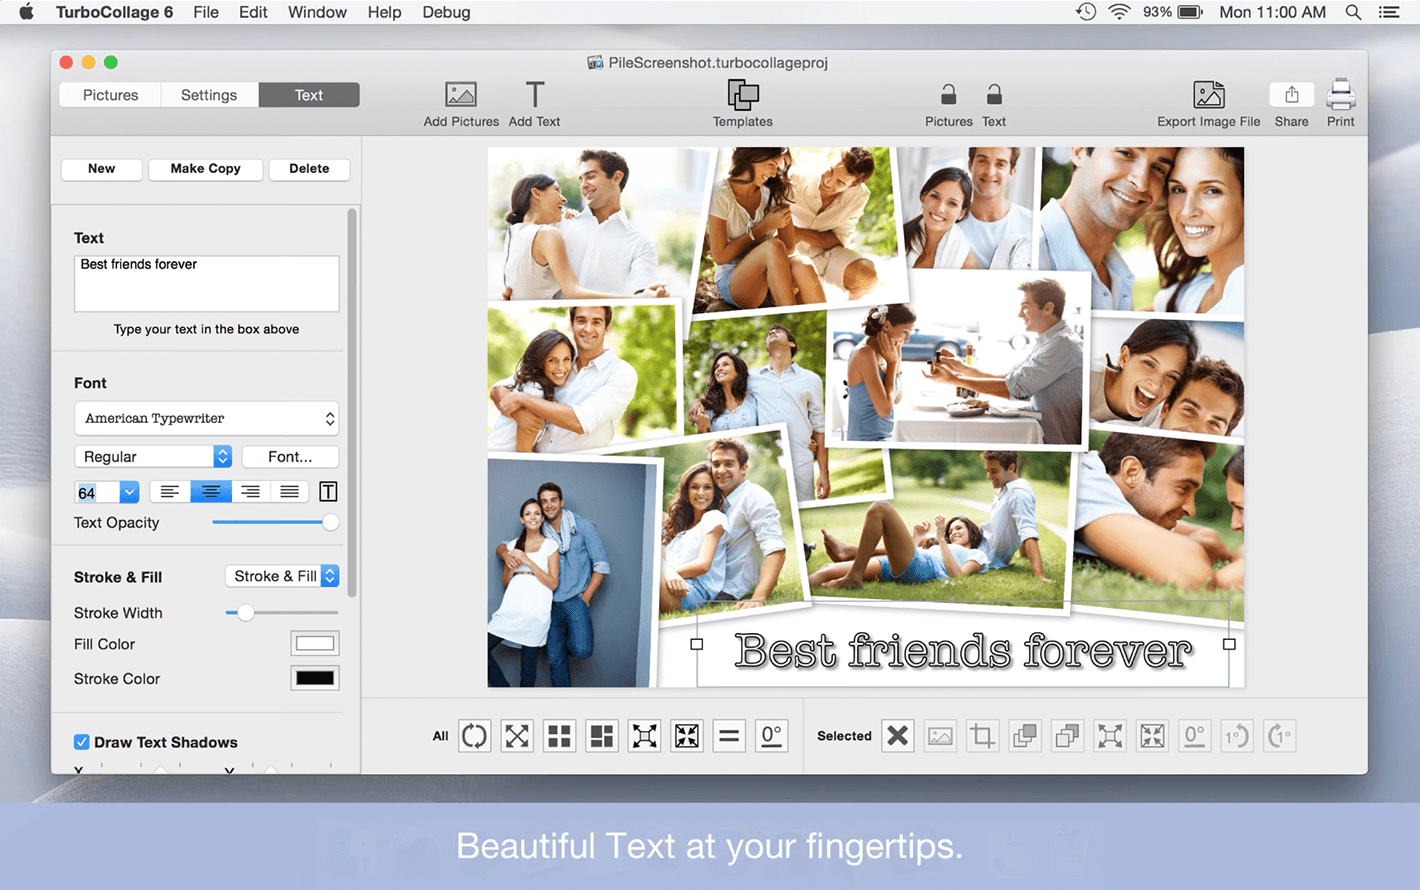 TurboCollage 6 File Edit Window Help Debug 93% Mon 11:00 AM
PileScreenshot.turbocollageproj
Pictures Settings Text
Add Pictures Add Text Templates Pictures Text Export Image File Share Print
New Make Copy Delete
Text
Best friends forever
Type your text in the box above
Font
American Typewriter
Regular Font...
64 T
Text Opacity
Stroke & Fill Stroke & Fill
Stroke Width
Fill Color
Stroke Color
Draw Text Shadows
X Y
Best friends forever
All 0° Selected 0° 1° 1°
Beautiful Text at your fingertips.